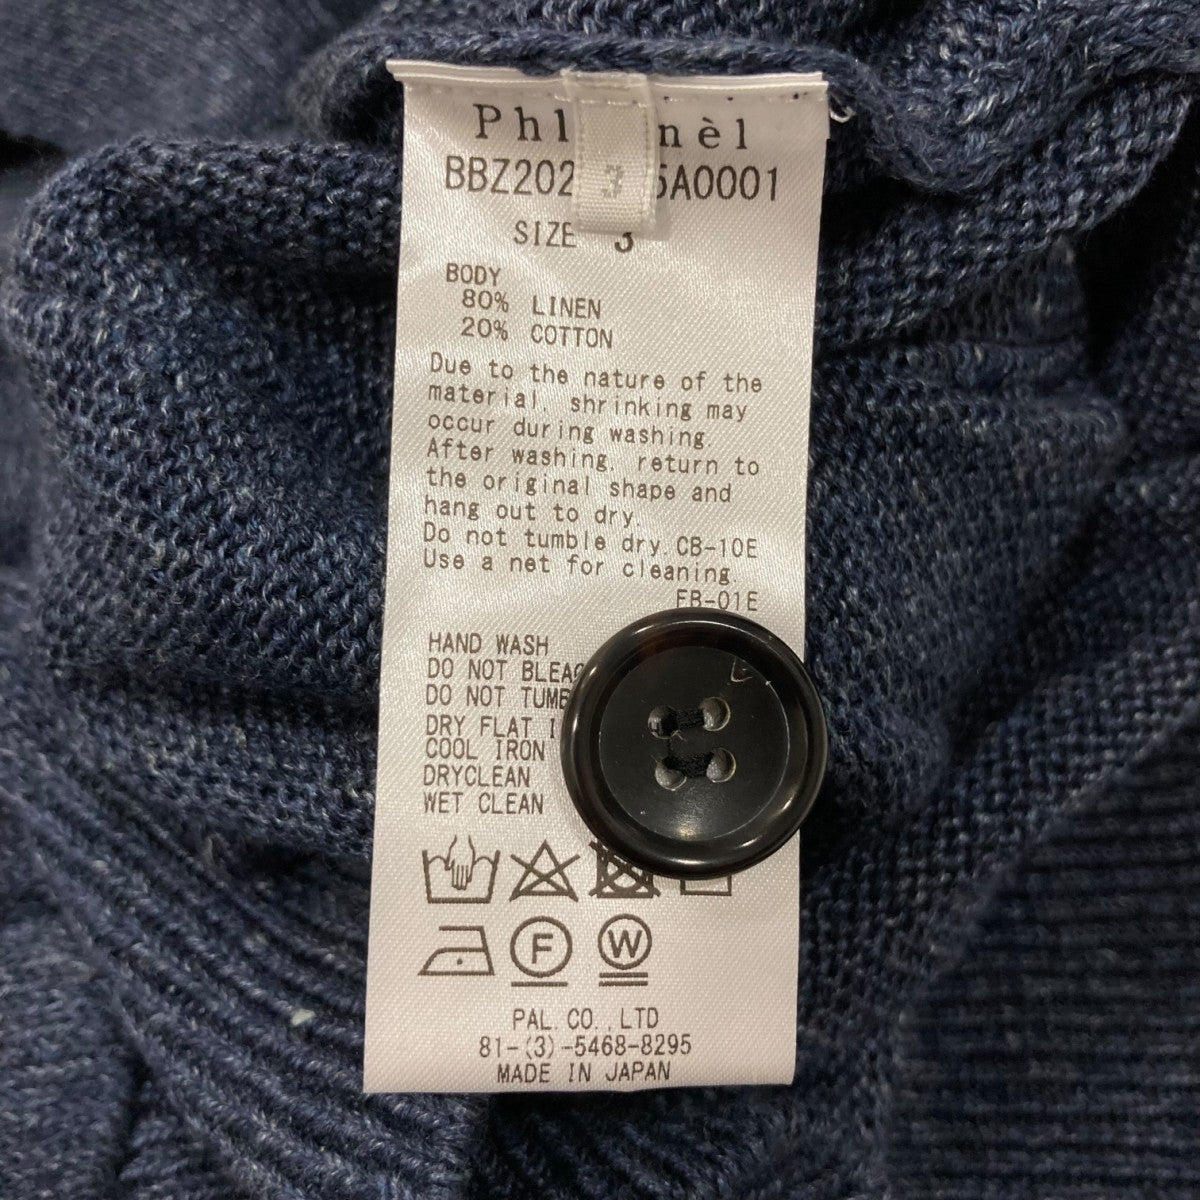 Phl nèl
BBZ202 5A0001
3
SIZE 3
BODY
80% LINEN
20% COTTON
Due to the nature of the
material, shrinking may
occur during washing.
After washing, return to
the original shape and
hang out to dry.
Do not tumble dry. CB-10E
Use a net for cleaning.
FB-01E
HAND WASH
DO NOT BLEAC
DO NOT TUMB
DRY FLAT I
COOL IRON
DRYCLEAN
WET CLEAN
F W
PAL. CO., LTD
81-(3)-5468-8295
MADE IN JAPAN